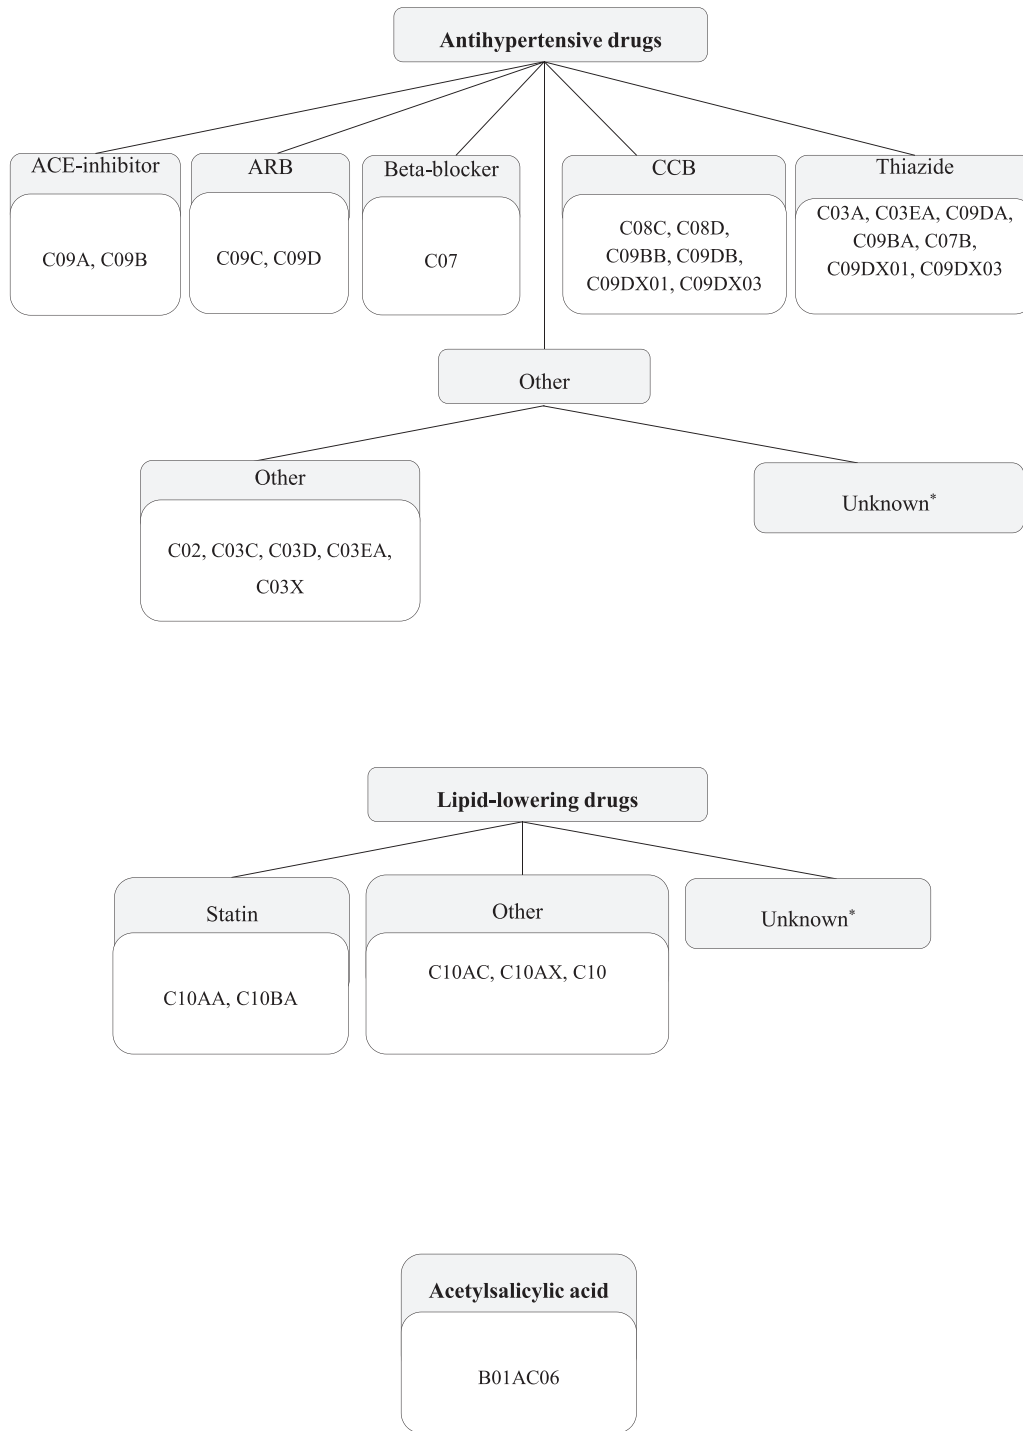 Antihypertensive drugs
ACE-inhibitor
C09A, C09B
ARB
C09C, C09D
Beta-blocker
C07
CCB
C08C, C08D,
C09BB, C09DB,
C09DX01, C09DX03
Thiazide
C03A, C03EA, C09DA,
C09BA, C07B,
C09DX01, C09DX03
Other
Other
C02, C03C, C03D, C03EA,
C03X
Unknown*
Lipid-lowering drugs
Statin
C10AA, C10BA
Other
C10AC, C10AX, C10
Unknown*
Acetylsalicylic acid
B01AC06